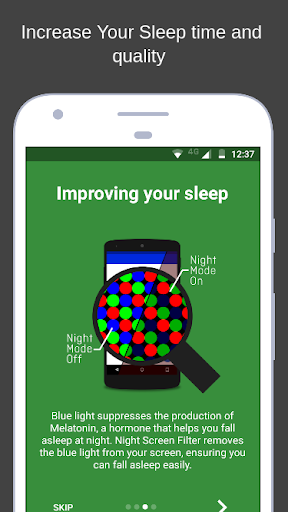 Increase Your Sleep time and
quality
4G 12:37
Improving your sleep
Night
Mode
On
Night
Mode
Off
Blue light suppresses the production of
Melatonin, a hormone that helps you fall
asleep at night. Night Screen Filter removes
the blue light from your screen, ensuring you
can fall asleep easily.
SKIP